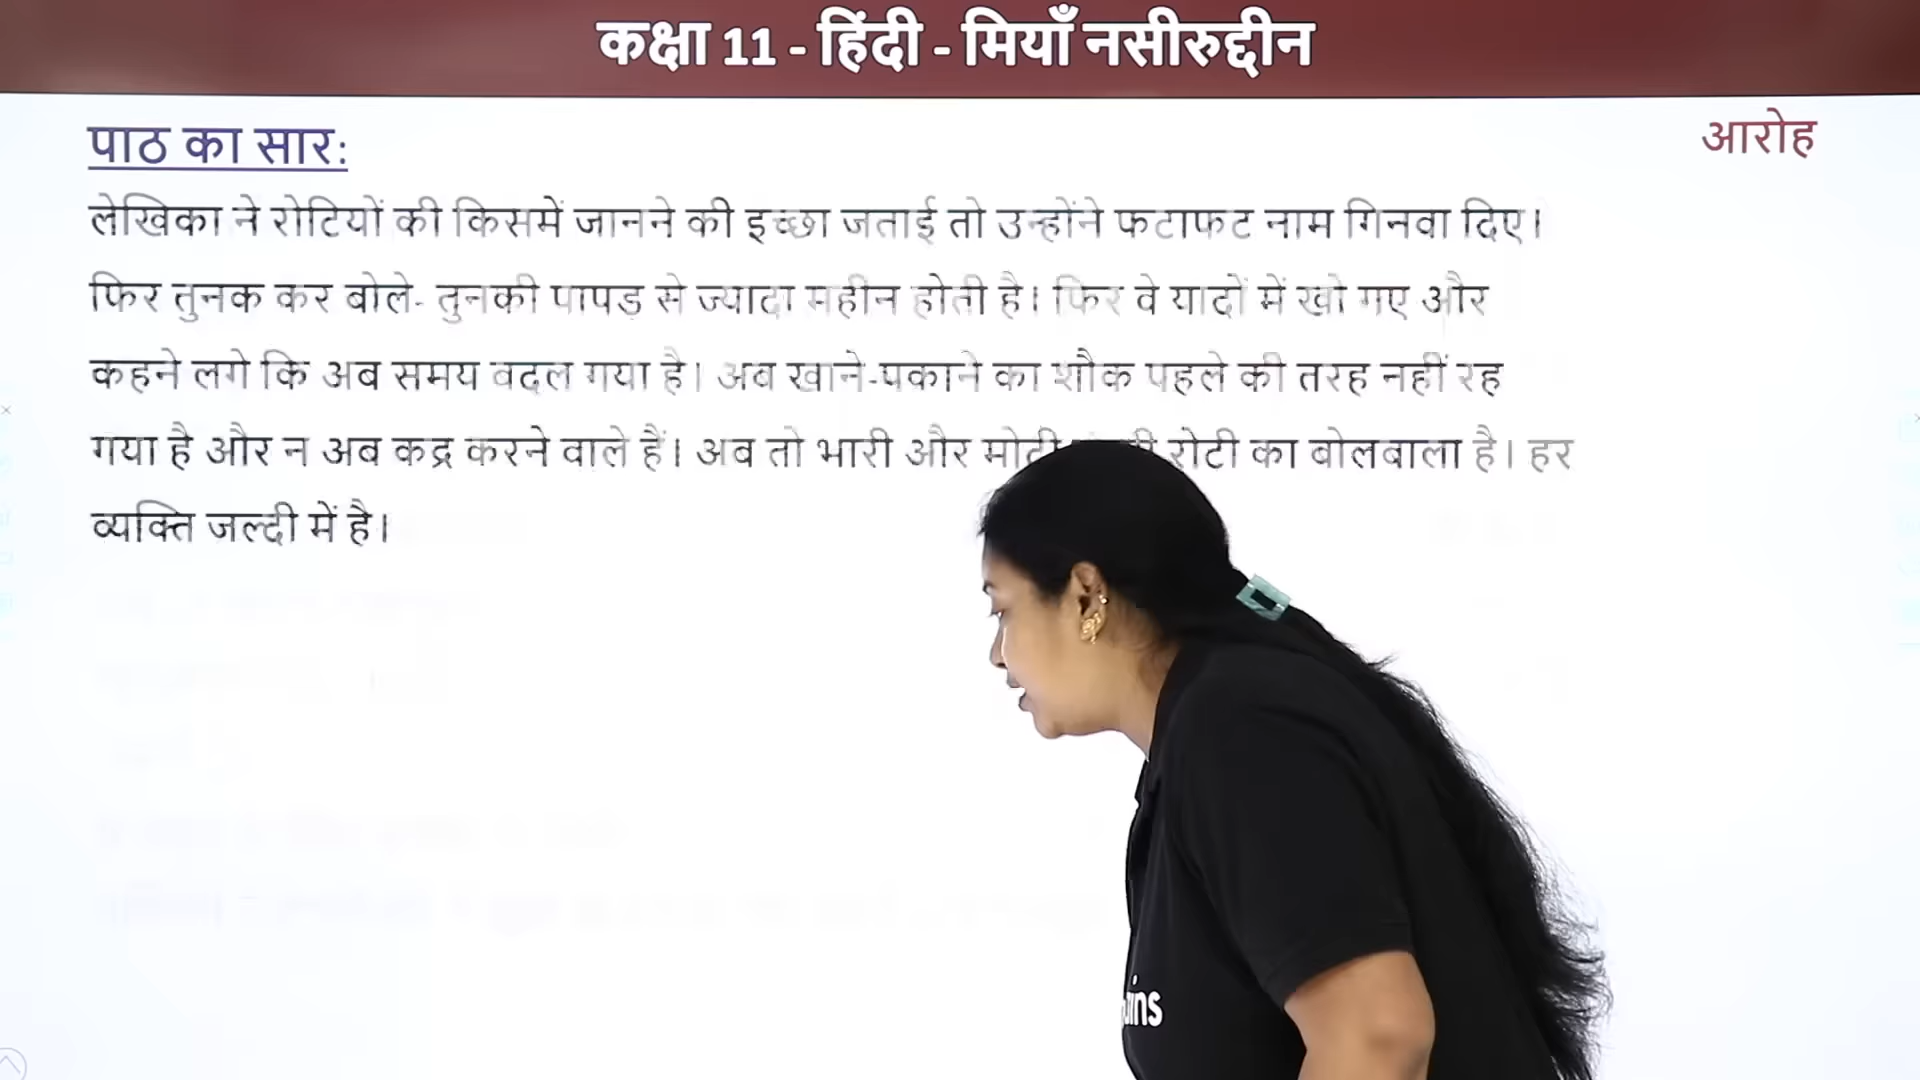 कक्षा 11 - हिंदी - मियाँ नसीरुद्दीन
पाठ का सार:
आरोह
लेखिका ने रोटियों की किसमें जानने की इच्छा जताई तो उन्होंने फटाफट नाम गिनवा दिए।
फिर तुनक कर बोले- तुनकी पापड़ से ज्यादा महीन होती है। फिर वे यादों में खो गए और
कहने लगे कि अब समय बदल गया है। अब खाने-पकाने का शौक पहले की तरह नहीं रह
गया है और न अब कद्र करने वाले हैं। अब तो भारी और मोटी रोटी का बोलबाला है। हर
व्यक्ति जल्दी में है।